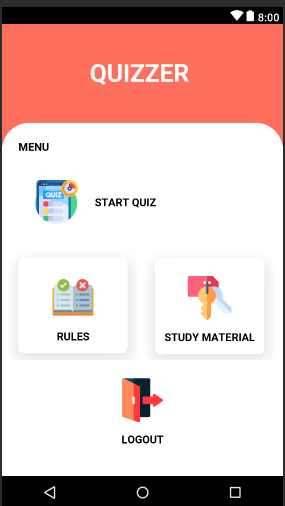 8:00
QUIZZER
MENU
QUIZ
START QUIZ
RULES
STUDY MATERIAL
LOGOUT